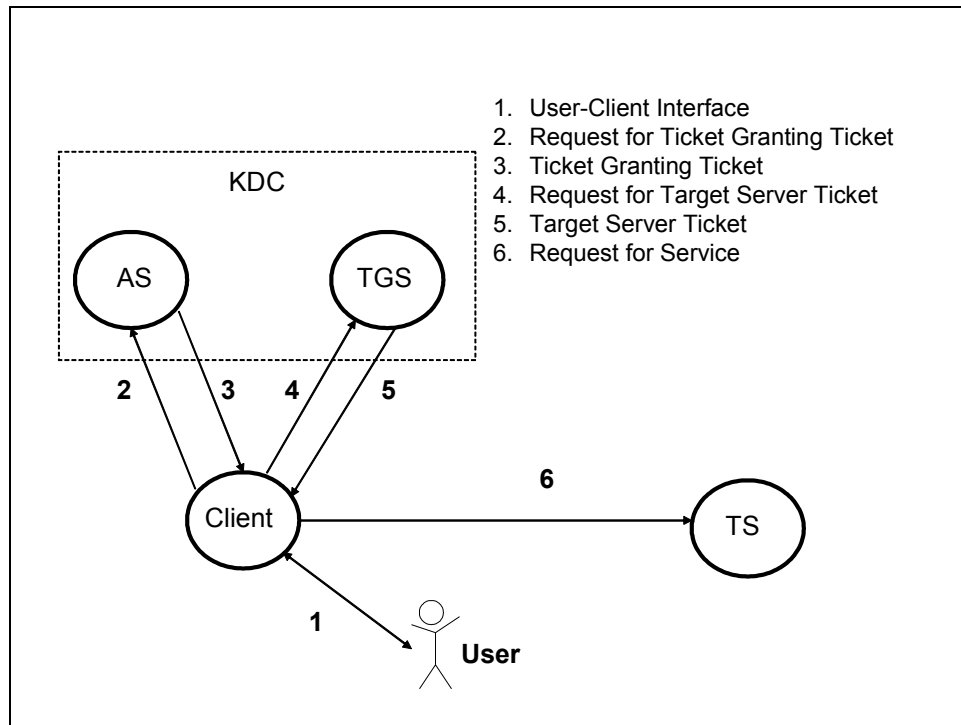 1. User-Client Interface
2. Request for Ticket Granting Ticket
3. Ticket Granting Ticket
4. Request for Target Server Ticket
5. Target Server Ticket
6. Request for Service
KDC
AS
TGS
2
3
4
5
6
Client
TS
1
User